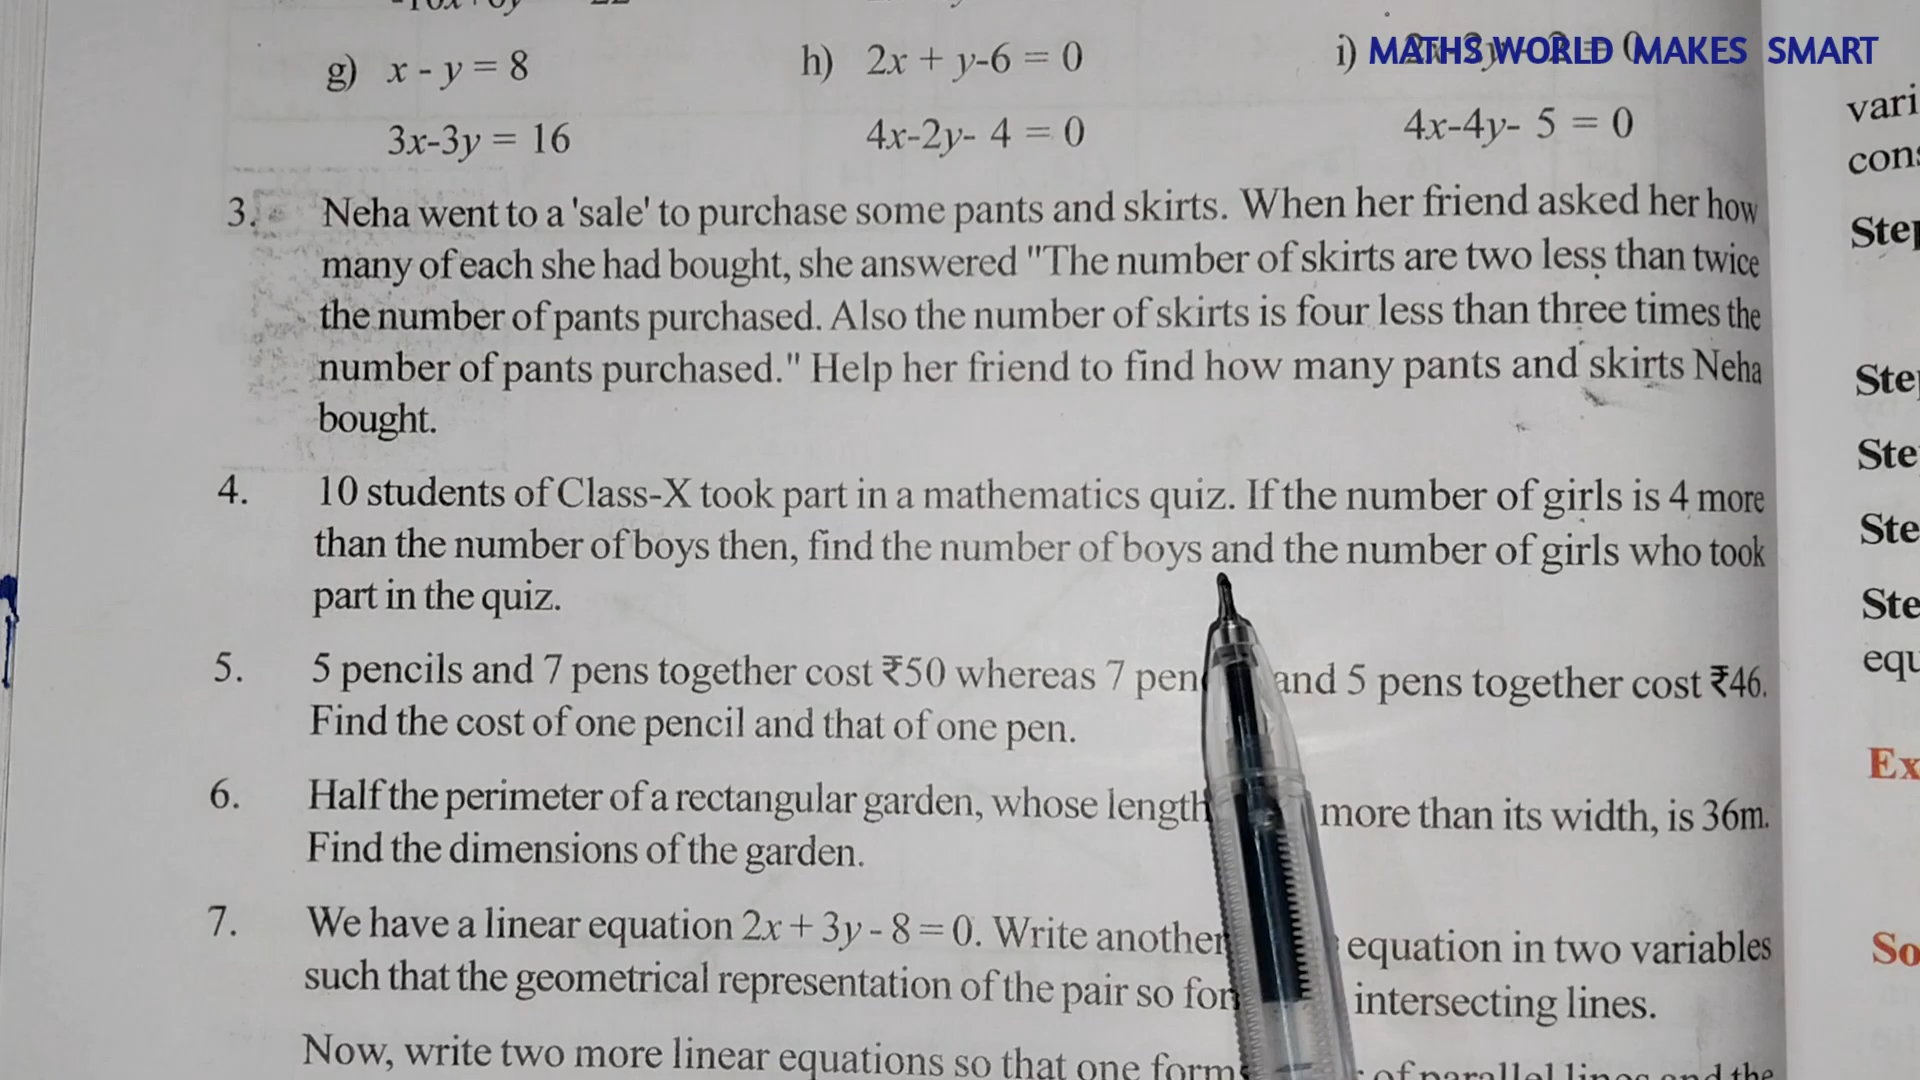 g) x - y = 8 h) 2x + y-6 = 0 i) MATHS WORLD MAKES SMART
3x-3y = 16 4x-2y- 4 = 0 4x-4y- 5 = 0
3. Neha went to a 'sale' to purchase some pants and skirts. When her friend asked her how
many of each she had bought, she answered "The number of skirts are two less than twice
the number of pants purchased. Also the number of skirts is four less than three times the
number of pants purchased." Help her friend to find how many pants and skirts Neha
bought.
4. 10 students of Class-X took part in a mathematics quiz. If the number of girls is 4 more
than the number of boys then, find the number of boys and the number of girls who took
part in the quiz.
5. 5 pencils and 7 pens together cost ₹50 whereas 7 pen and 5 pens together cost ₹46.
Find the cost of one pencil and that of one pen.
6. Half the perimeter of a rectangular garden, whose length more than its width, is 36m.
Find the dimensions of the garden.
7. We have a linear equation 2x + 3y - 8 = 0. Write another equation in two variables
such that the geometrical representation of the pair so for intersecting lines.
Now, write two more linear equations so that one form of parallel lines and the
vari
cons
Step
Step
Ste
Ste
Ste
equ
Ex
So